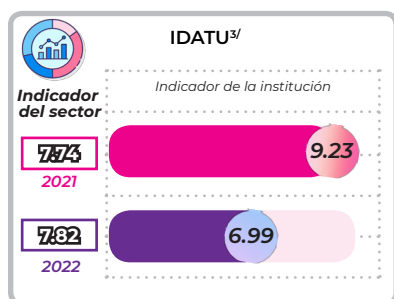 IDATU3/
Indicador
del sector
Indicador de la institución
7.74
9.23
2021
7.82
6.99
2022